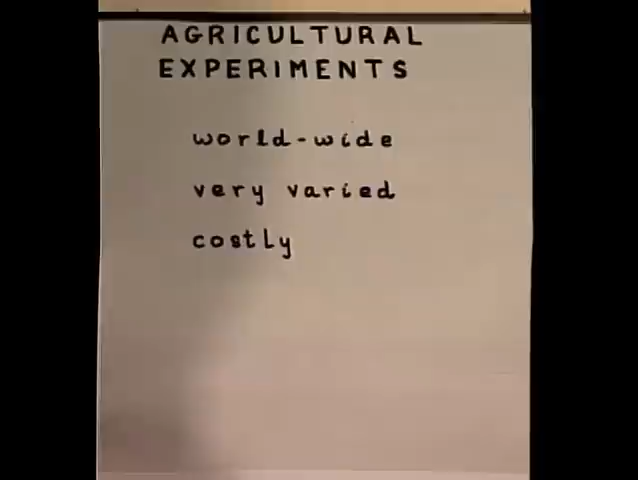 AGRICULTURAL
EXPERIMENTS
world-wide
very varied
costly